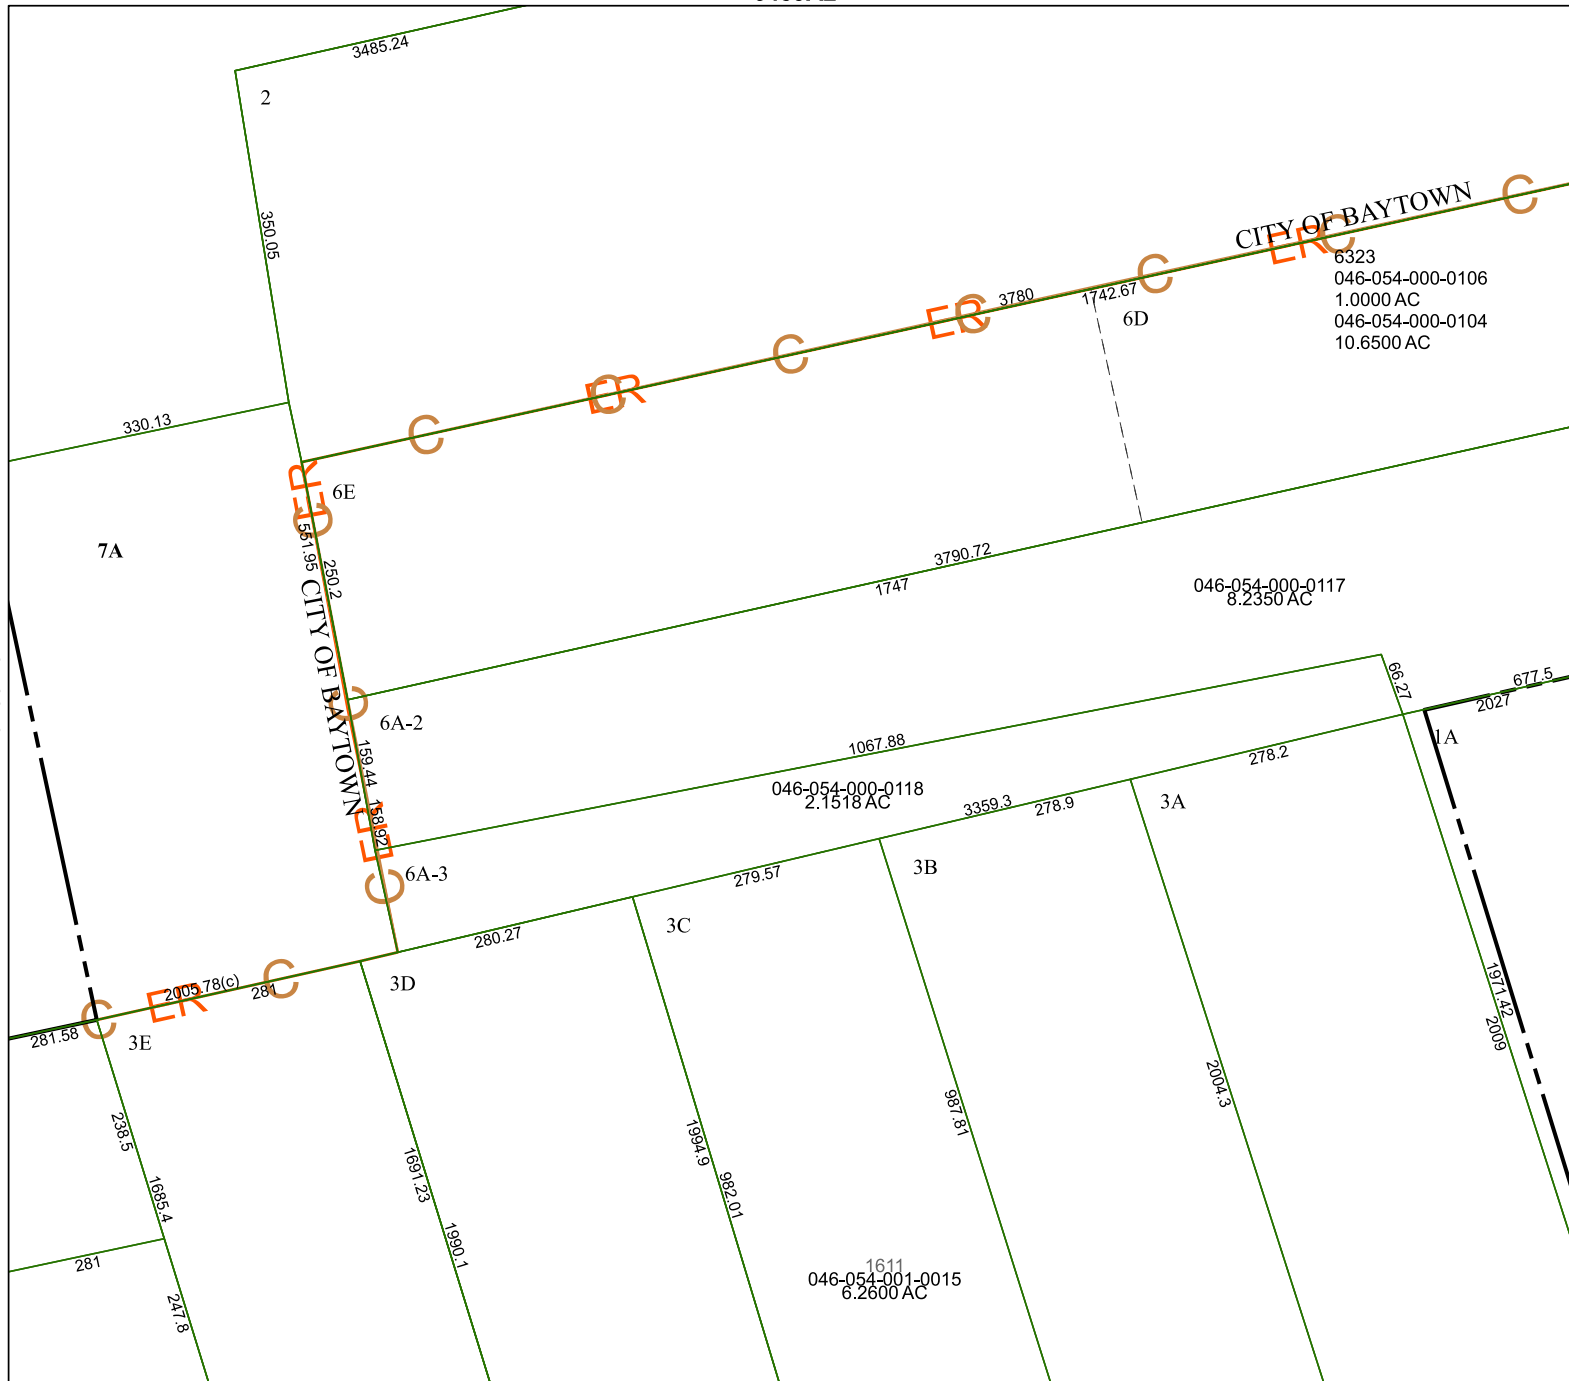 3485.24
2
350.05
CITY OF BAYTOWN
C
C
ER
6323
046-054-000-0106
1.0000 AC
046-054-000-0104
10.6500 AC
C
1742.67
3780
6D
ER
C
C
ER
C
C
330.13
ER
6E
C
7A
551.95
250.2
3790.72
1747
046-054-000-0117
8.2350 AC
CITY OF BAYTOWN
C
6A-2
66.27
677.5
2027
1A
1067.88
159.44
278.2
046-054-000-0118
2.1518 AC
3359.3
278.9
3A
158.92
ER
6A-3
C
279.57
3B
280.27
3C
2005.78(c)
281
ER
C
3D
C
281.58
3E
1971.42
2009
238.5
1685.4
1691.23
1990.1
1994.9
982.01
987.81
2004.3
281
247.8
1611
046-054-001-0015
6.2600 AC